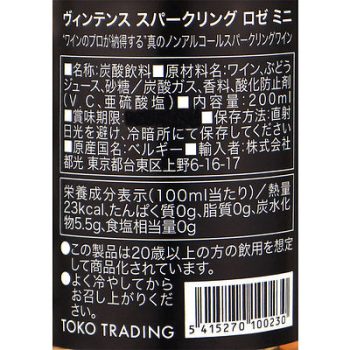 ヴィンテンス スパークリング ロゼ ミニ
"ワインのプロが納得する"真のノンアルコールスパークリングワイン
■名称:炭酸飲料■原材料名:ワイン、ぶどう
ジュース、砂糖／炭酸ガス、香料、酸化防止剤
(VC、亜硫酸塩)■内容量:200ml
■賞味期限: ■保存方法:直射
日光を避け、冷暗所にて保存してください
■原産国名:ベルギー■輸入者:株式会社
都光 東京都台東区上野6-16-17
栄養成分表示(100ml当たり)／熱量
23kcal、たんぱく質0g、脂質0g、炭水化
物5.5g、食塩相当量0g
●この製品は20歳以上の方の飲用を想定
して商品化されています。
●よく冷やしてから
お召し上がりくだ
さい。
TOKO TRADING
5 415270 100230